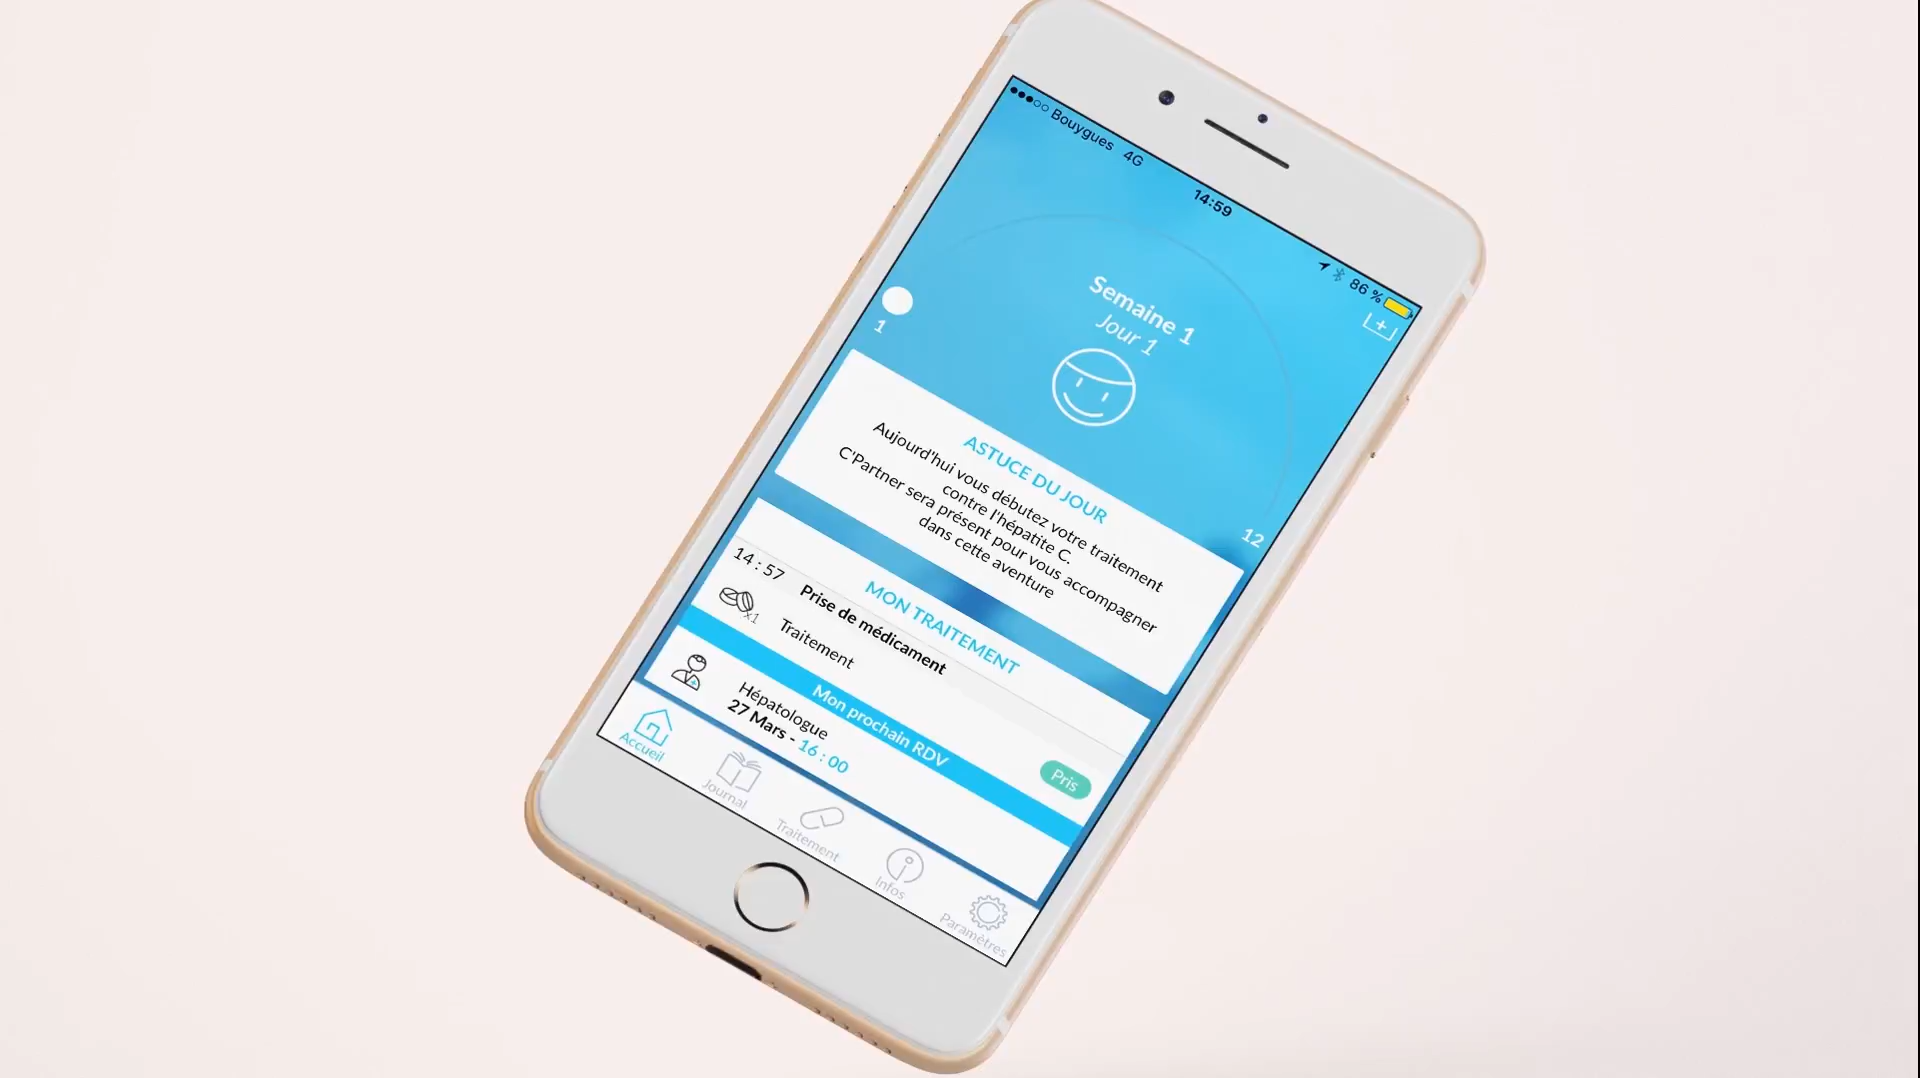 Bouygues 4G
14:59
86 %
Semaine 1
Jour 1
1
12
ASTUCE DU JOUR
Aujourd'hui vous débutez votre traitement
contre l'hépatite C.
C'Partner sera présent pour vous accompagner
dans cette aventure
MON TRAITEMENT
14 : 57
Prise de médicament
x1
Traitement
Pris
Mon prochain RDV
Hépatologue
27 Mars - 16 : 00
Accueil
Journal
Traitement
Infos
Paramètres